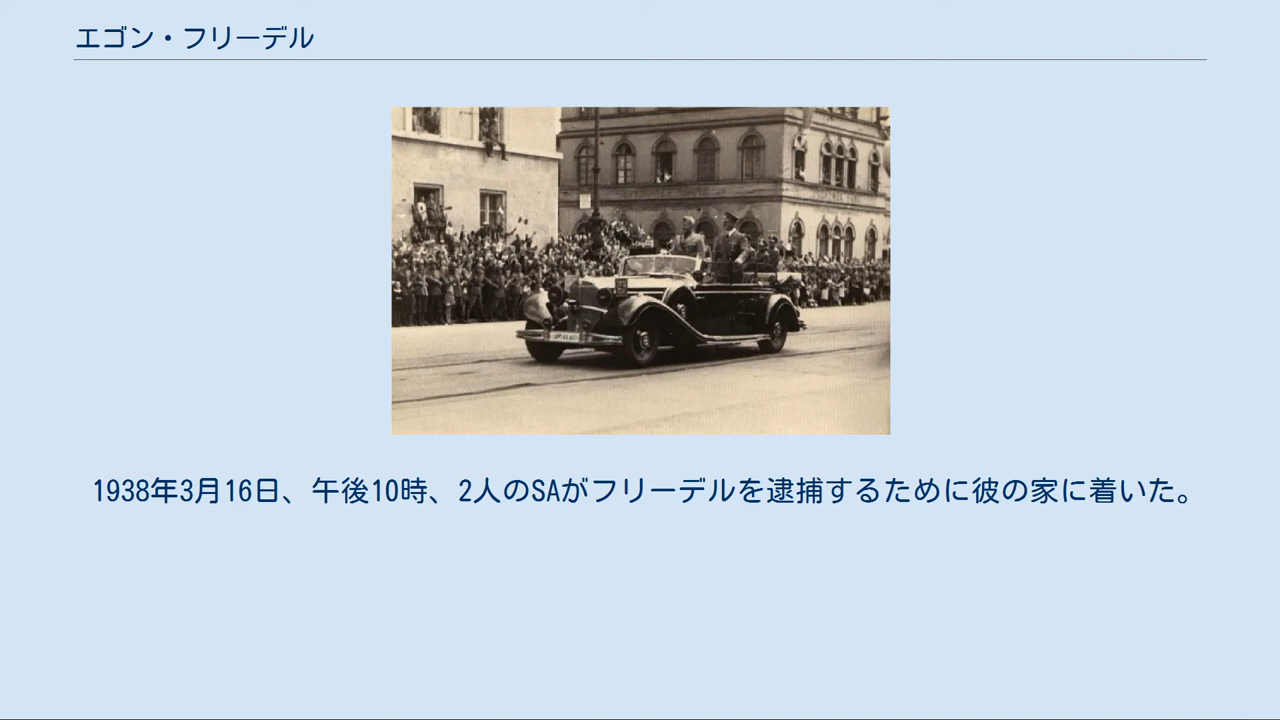 エゴン・フリーデル
1938年3月16日、午後10時、2人のSAがフリーデルを逮捕するために彼の家に着いた。